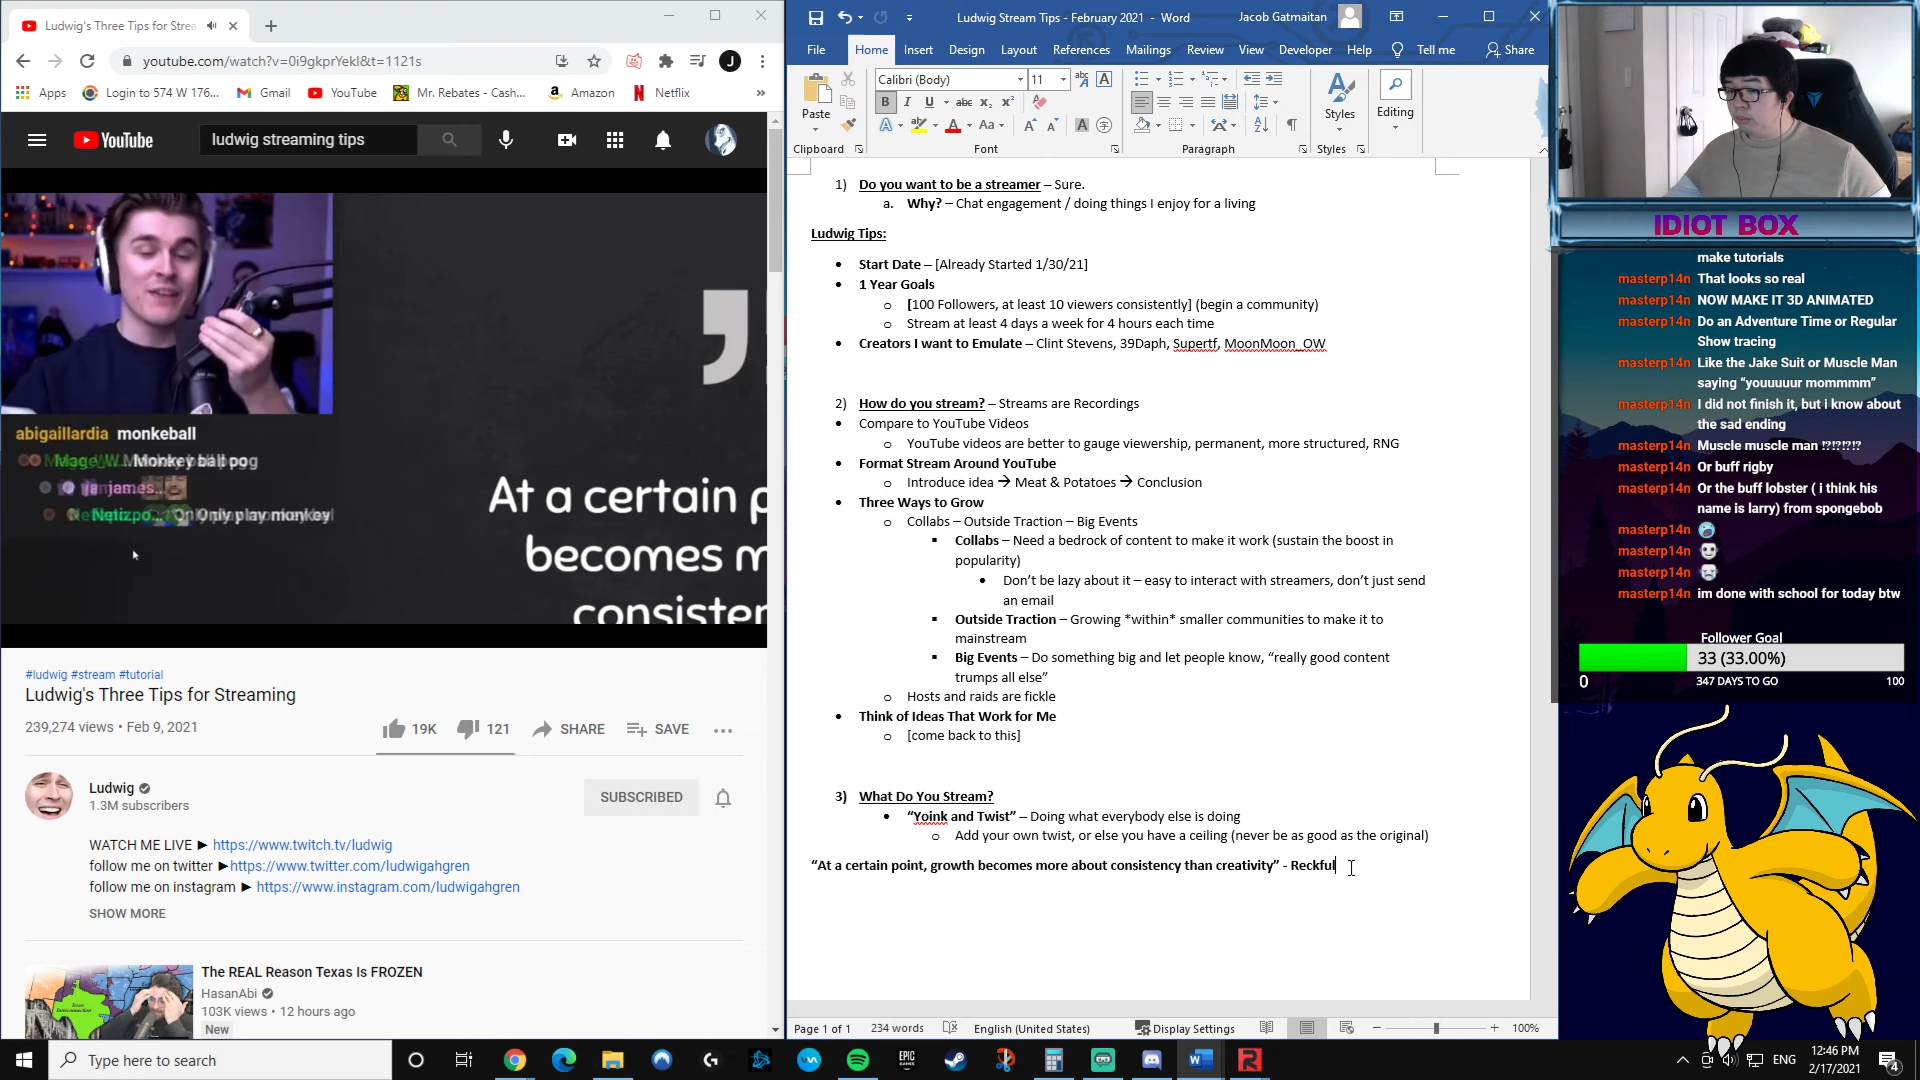 Ludwig's Three Tips for Strea
youtube.com/watch?v=0i9gkprYekI&t=1121s
J
Apps
Login to 574 W 176...
Gmail
YouTube
Mr. Rebates - Cash...
Amazon
Netflix
»
YouTube
ludwig streaming tips
At a certain p
becomes m
consisten
abigaillardia monkeball
Monkey ball pog
james...
Netizpo... Only play monkey
#ludwig #stream #tutorial
Ludwig's Three Tips for Streaming
239,274 views • Feb 9, 2021
19K
121
SHARE
SAVE
Ludwig
1.3M subscribers
SUBSCRIBED
WATCH ME LIVE ► https://www.twitch.tv/ludwig
follow me on twitter ►https://www.twitter.com/ludwigahgren
follow me on instagram ► https://www.instagram.com/ludwigahgren
SHOW MORE
The REAL Reason Texas Is FROZEN
HasanAbi
103K views • 12 hours ago
New
Ludwig Stream Tips - February 2021 - Word
Jacob Gatmaitan
File
Home
Insert
Design
Layout
References
Mailings
Review
View
Developer
Help
Tell me
Share
Paste
Calibri (Body)
11
Styles
Editing
Clipboard
Font
Paragraph
Styles
1) Do you want to be a streamer – Sure.
a. Why? – Chat engagement / doing things I enjoy for a living
Ludwig Tips:
• Start Date – [Already Started 1/30/21]
• 1 Year Goals
o [100 Followers, at least 10 viewers consistently] (begin a community)
o Stream at least 4 days a week for 4 hours each time
• Creators I want to Emulate – Clint Stevens, 39Daph, Supertf, MoonMoon_OW
2) How do you stream? – Streams are Recordings
• Compare to YouTube Videos
o YouTube videos are better to gauge viewership, permanent, more structured, RNG
• Format Stream Around YouTube
o Introduce idea → Meat & Potatoes → Conclusion
• Three Ways to Grow
o Collabs – Outside Traction – Big Events
▪ Collabs – Need a bedrock of content to make it work (sustain the boost in
popularity)
• Don't be lazy about it – easy to interact with streamers, don't just send
an email
▪ Outside Traction – Growing *within* smaller communities to make it to
mainstream
▪ Big Events – Do something big and let people know, “really good content
trumps all else”
o Hosts and raids are fickle
• Think of Ideas That Work for Me
o [come back to this]
3) What Do You Stream?
• “Yoink and Twist” – Doing what everybody else is doing
o Add your own twist, or else you have a ceiling (never be as good as the original)
“At a certain point, growth becomes more about consistency than creativity” - Reckful
Page 1 of 1
234 words
English (United States)
Display Settings
100%
IDIOT BOX
make tutorials
masterp14n That looks so real
masterp14n NOW MAKE IT 3D ANIMATED
masterp14n Do an Adventure Time or Regular
Show tracing
masterp14n Like the Jake Suit or Muscle Man
saying “youuuuur mommmm”
masterp14n I did not finish it, but i know about
the sad ending
masterp14n Muscle muscle man !?!?!?!?
masterp14n Or buff rigby
masterp14n Or the buff lobster ( i think his
name is larry) from spongebob
masterp14n
masterp14n
masterp14n
masterp14n im done with school for today btw
Follower Goal
33 (33.00%)
0
347 DAYS TO GO
100
Type here to search
ENG
12:46 PM
2/17/2021
4